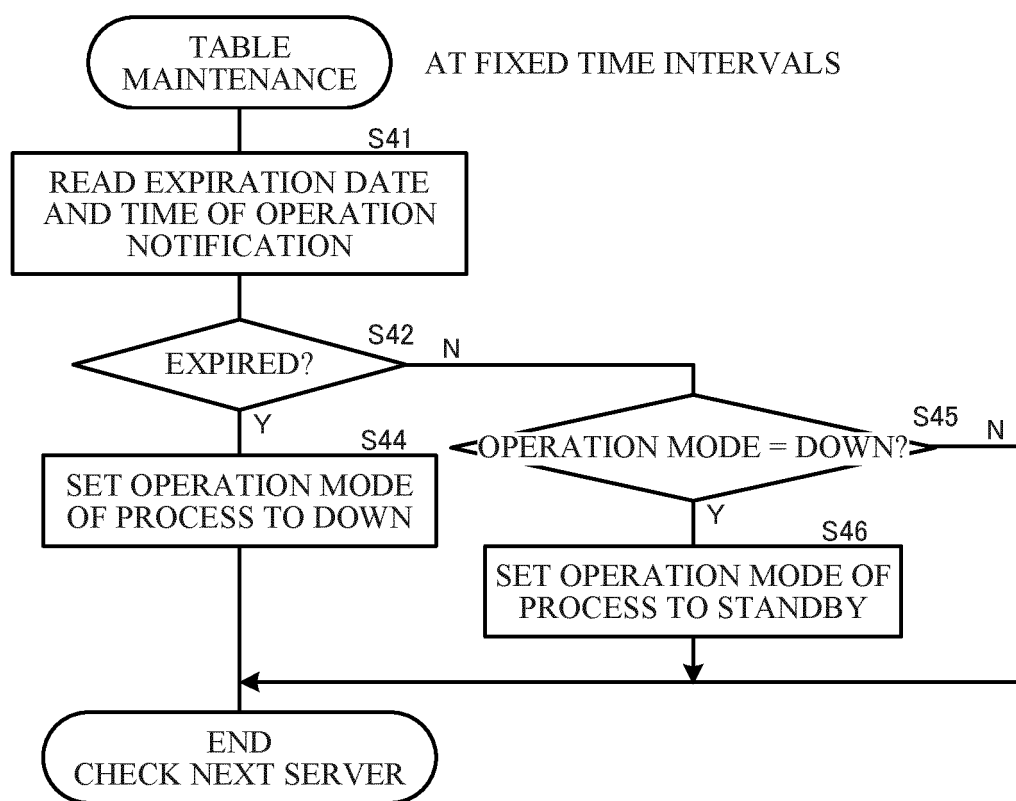 TABLE
MAINTENANCE
AT FIXED TIME INTERVALS
S41
READ EXPIRATION DATE
AND TIME OF OPERATION
NOTIFICATION
S42
EXPIRED?
N
Y
S45
OPERATION MODE = DOWN?
N
Y
S44
SET OPERATION MODE
OF PROCESS TO DOWN
S46
SET OPERATION MODE OF
PROCESS TO STANDBY
END
CHECK NEXT SERVER